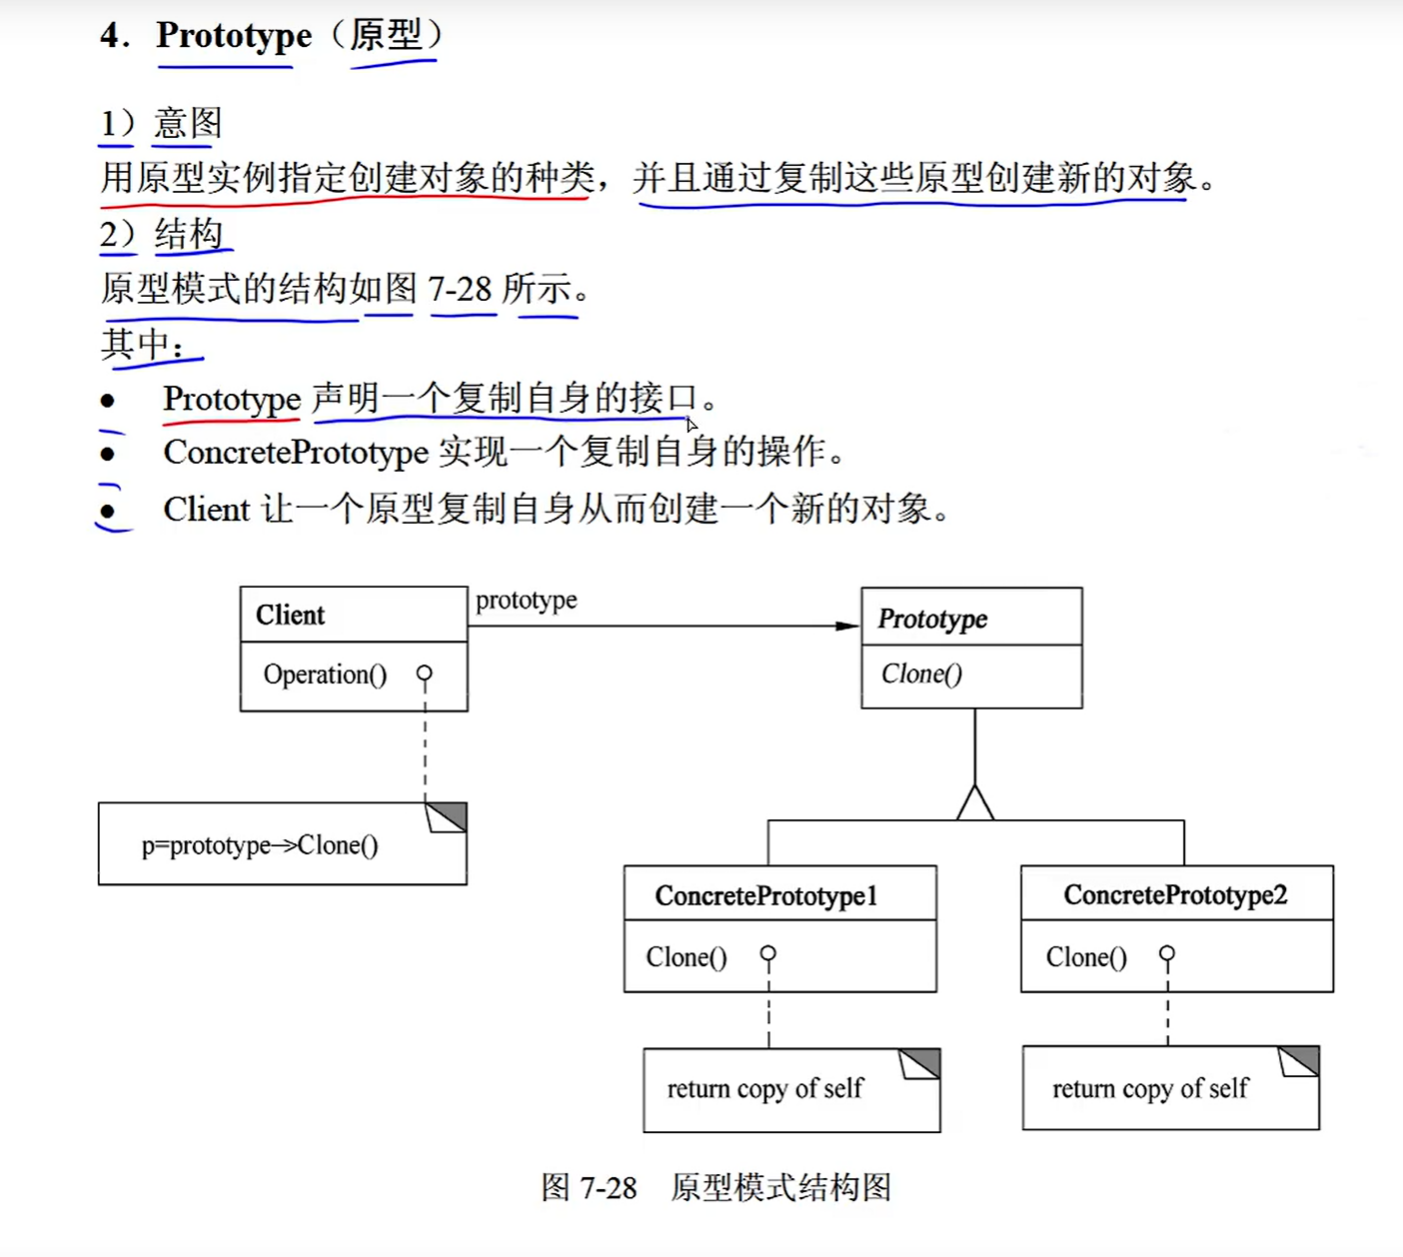 4. Prototype（原型）
1）意图
用原型实例指定创建对象的种类，并且通过复制这些原型创建新的对象。
2）结构
原型模式的结构如图 7-28 所示。
其中：
● Prototype 声明一个复制自身的接口。
● ConcretePrototype 实现一个复制自身的操作。
● Client 让一个原型复制自身从而创建一个新的对象。
Client
prototype
Prototype
Operation()
Clone()
p=prototype->Clone()
ConcretePrototype1
ConcretePrototype2
Clone()
Clone()
return copy of self
return copy of self
图 7-28 原型模式结构图